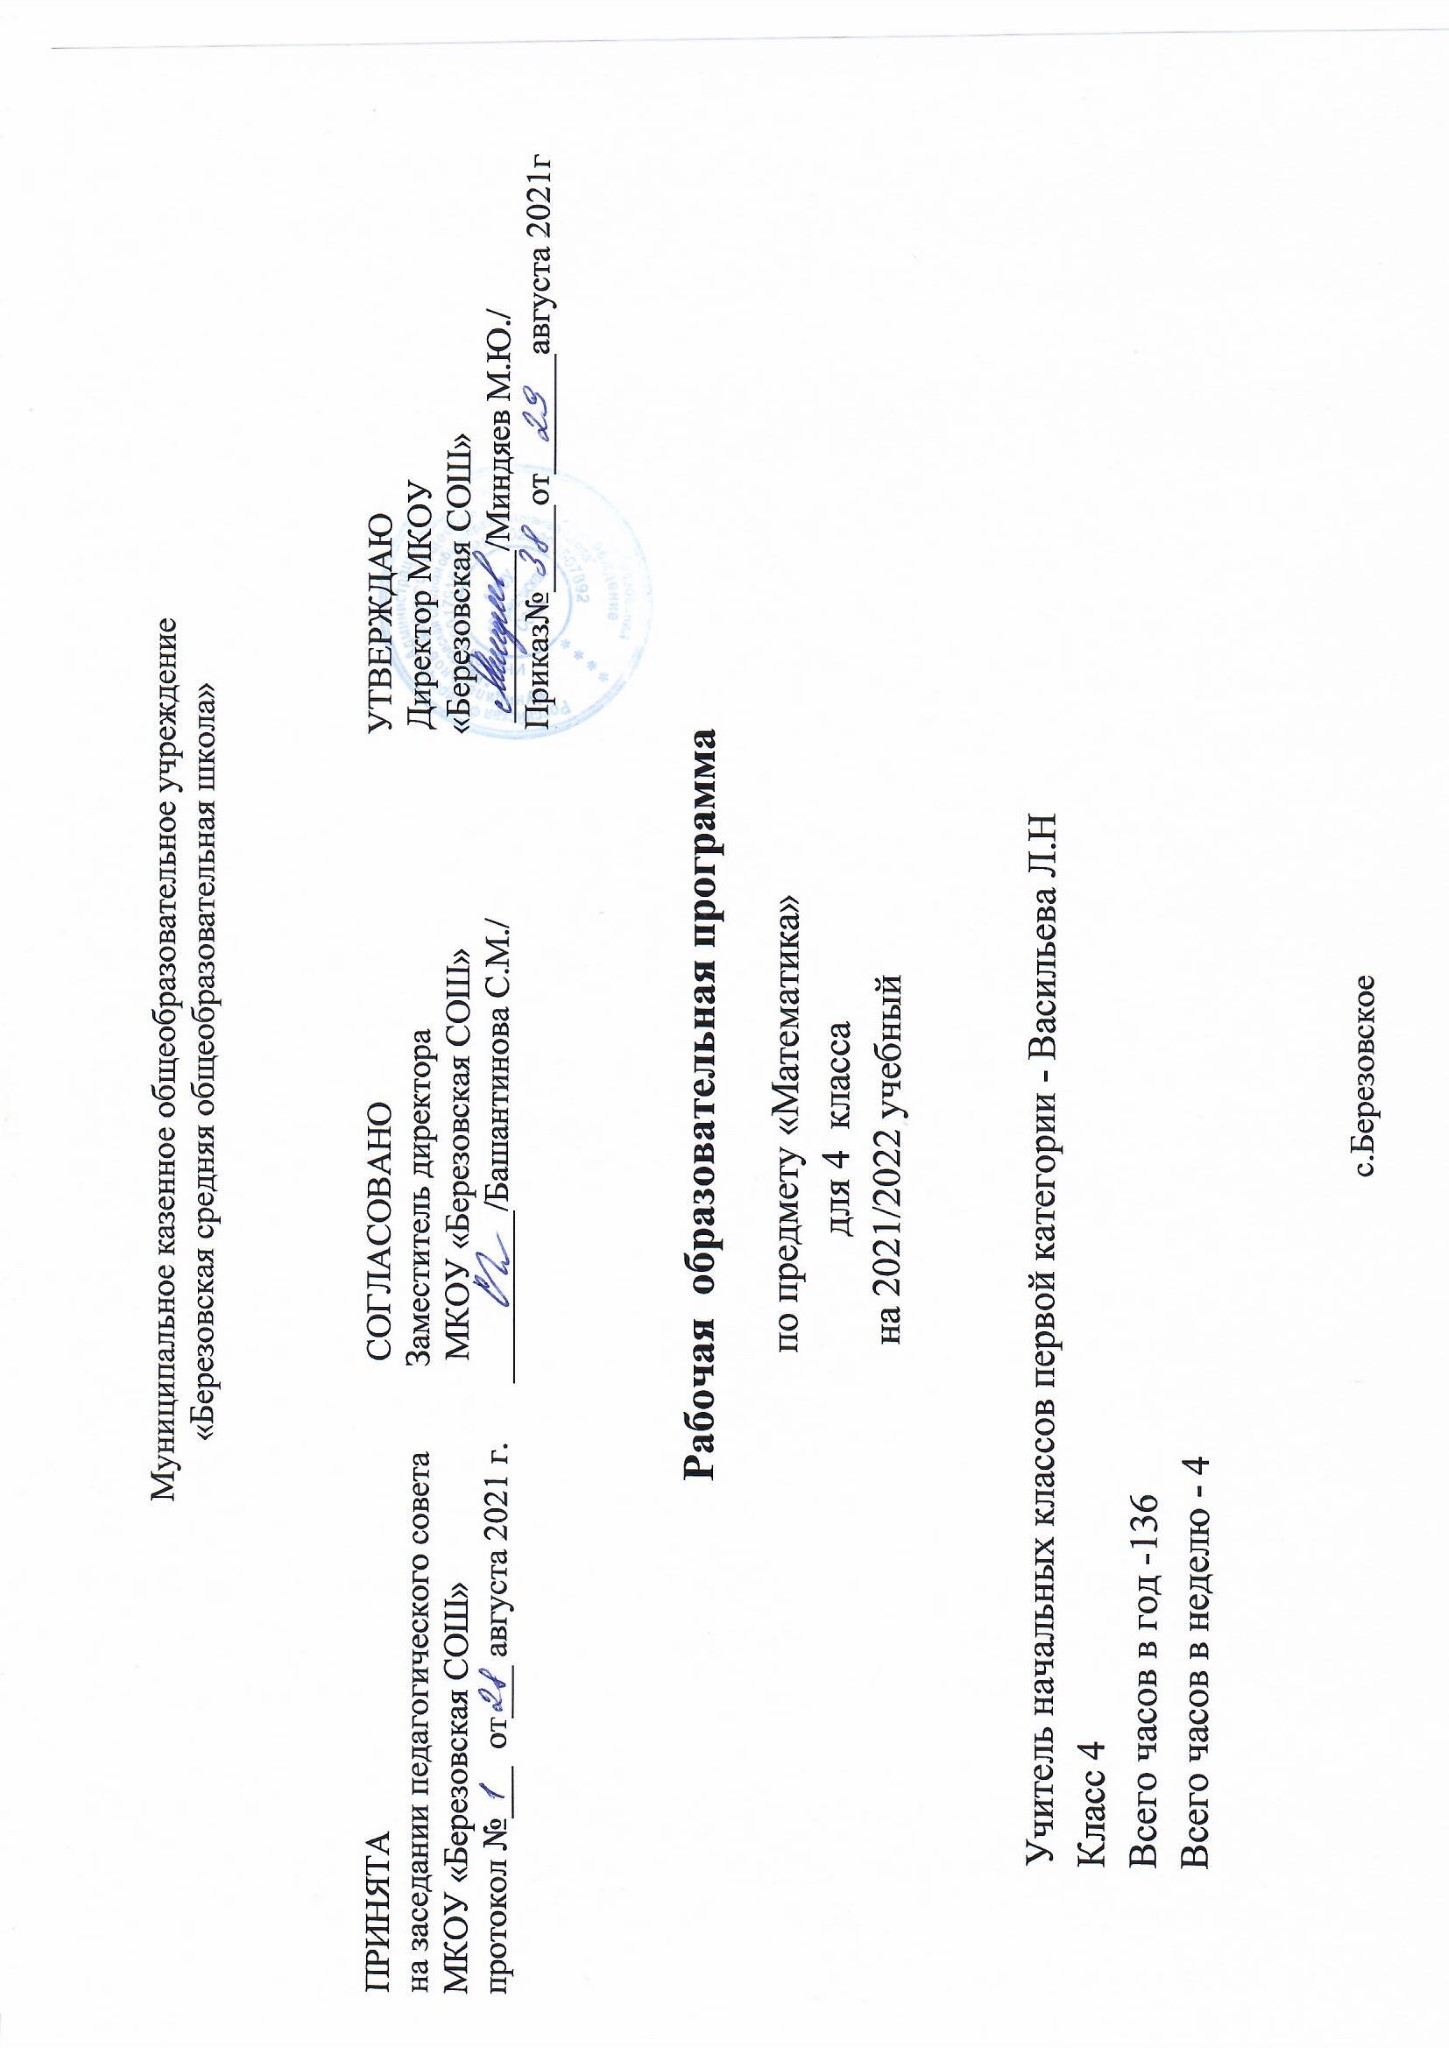 Муниципальное казенное общеобразовательное учреждение
«Березовская средняя общеобразовательная школа»
ПРИНЯТА
на заседании педагогического совета
МКОУ «Березовская СОШ»
протокол № 1 от 28 августа 2021 г.
СОГЛАСОВАНО
Заместитель директора
МКОУ «Березовская СОШ»
/Башантинова С.М./
УТВЕРЖДАЮ
Директор МКОУ
«Березовская СОШ»
/Миндяев М.Ю./
Приказ№ 38 от 29 августа 2021г
Рабочая образовательная программа
по предмету «Математика»
для 4 класса
на 2021/2022 учебный
Учитель начальных классов первой категории - Васильева Л.Н
Класс 4
Всего часов в год -136
Всего часов в неделю - 4
с.Березовское